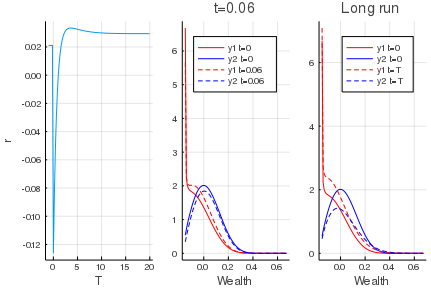 t=0.06
Long run
0.02
-0.00
-0.02
-0.04
-0.06
-0.08
-0.10
-0.12
r
0 5 10 15 20
T
6
4
2
0
y1 t=0
y2 t=0
y1 t=0.06
y2 t=0.06
0.0 0.2 0.4 0.6
Wealth
6
4
2
0
y1 t=0
y2 t=0
y1 t=T
y2 t=T
0.0 0.2 0.4 0.6
Wealth